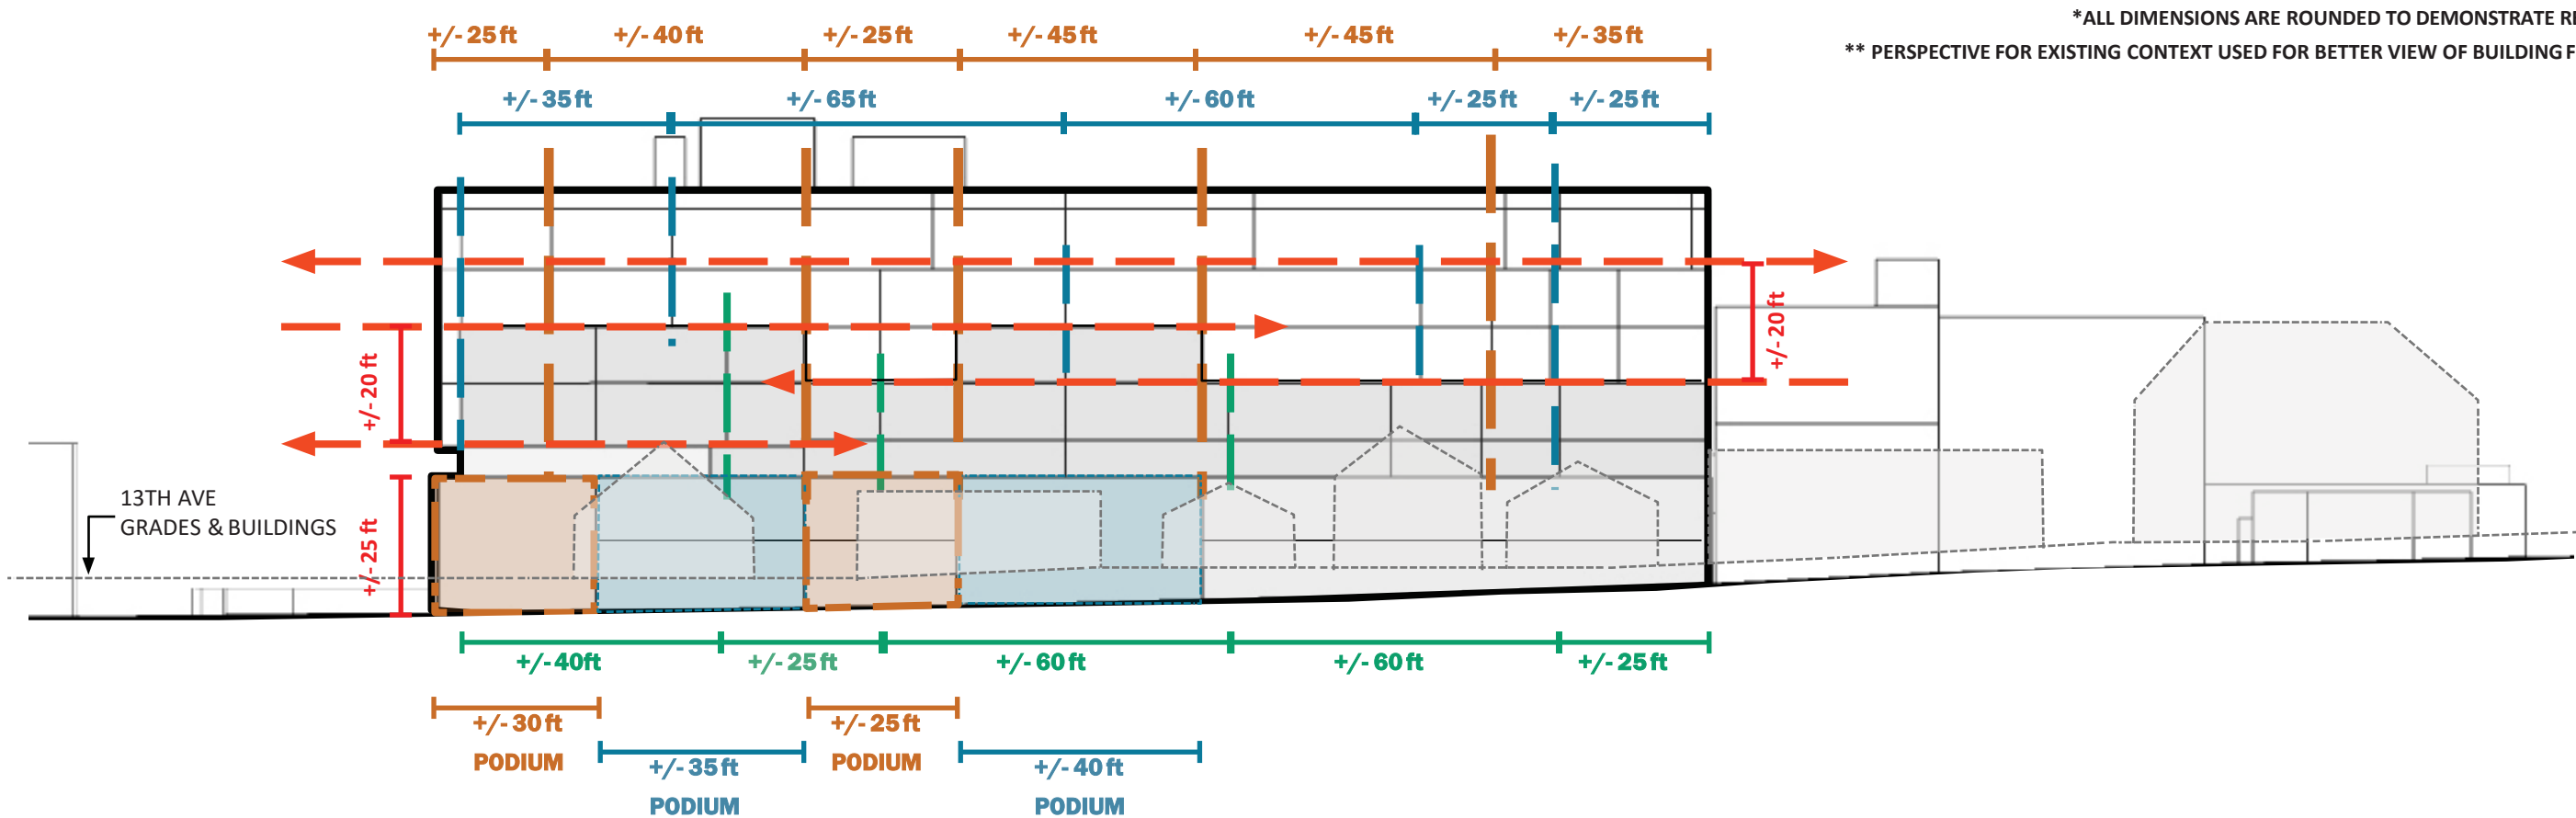 *ALL DIMENSIONS ARE ROUNDED TO DEMONSTRATE
** PERSPECTIVE FOR EXISTING CONTEXT USED FOR BETTER VIEW OF BUILDING
+/- 25 ft +/- 40 ft +/- 25 ft +/- 45 ft +/- 45 ft +/- 35 ft
+/- 35 ft +/- 65 ft +/- 60 ft +/- 25 ft +/- 25 ft
+/- 20 ft
+/- 20 ft
13TH AVE
GRADES & BUILDINGS
+/- 25 ft
+/- 40ft +/- 25 ft +/- 60 ft +/- 60 ft +/- 25 ft
+/- 30 ft +/- 25 ft
PODIUM PODIUM
+/- 35 ft +/- 40 ft
PODIUM PODIUM